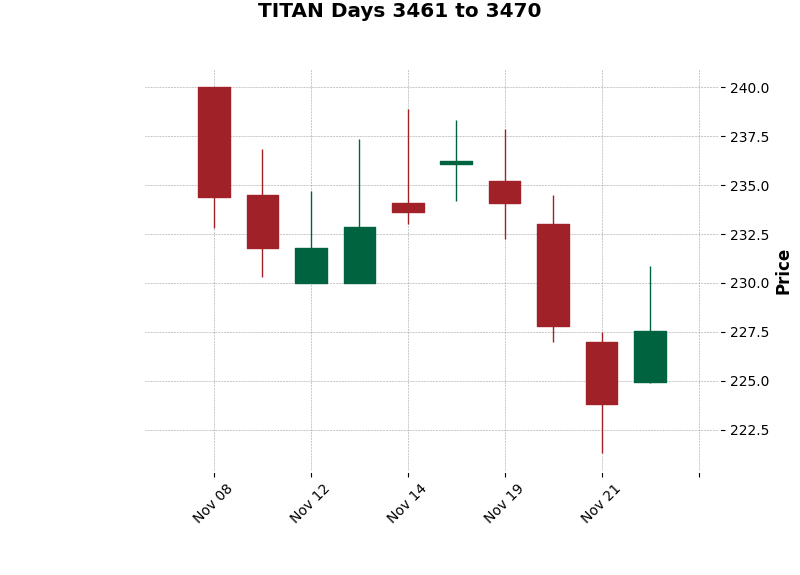 TITAN Days 3461 to 3470
240.0
237.5
235.0
232.5
230.0
227.5
225.0
222.5
Price
Nov 08
Nov 12
Nov 14
Nov 19
Nov 21